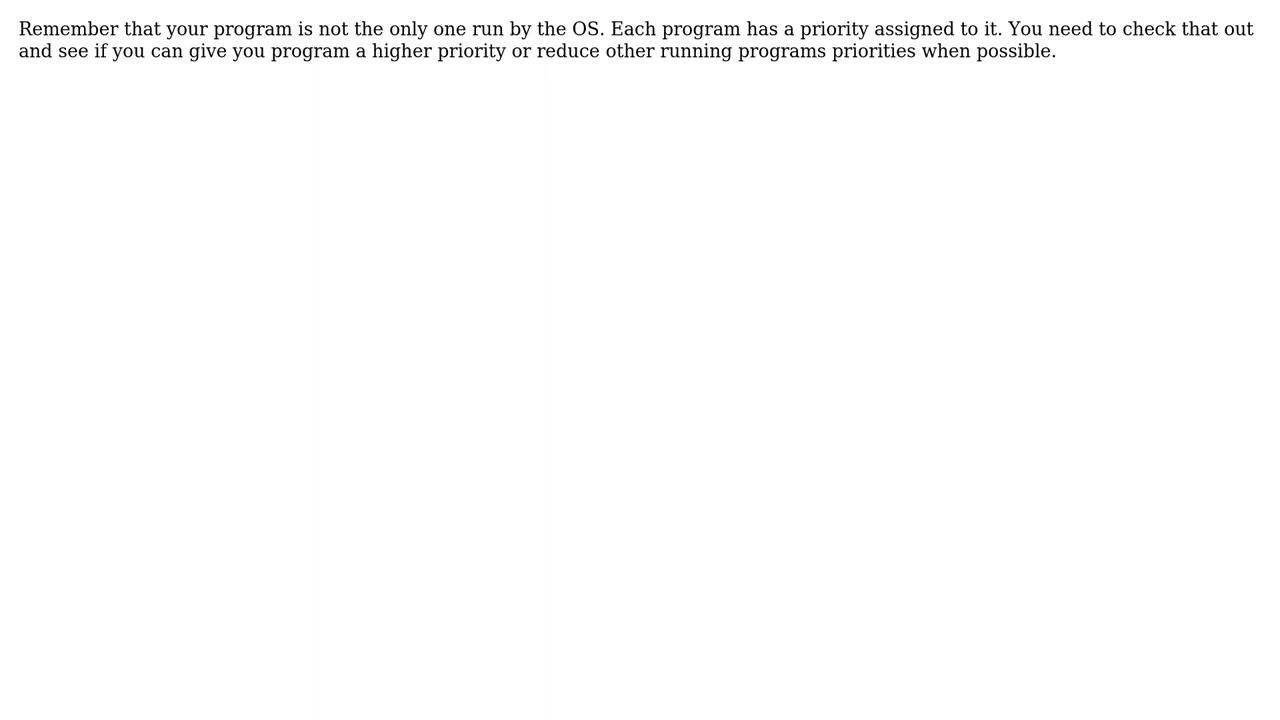 Remember that your program is not the only one run by the OS. Each program has a priority assigned to it. You need to check that out
and see if you can give you program a higher priority or reduce other running programs priorities when possible.